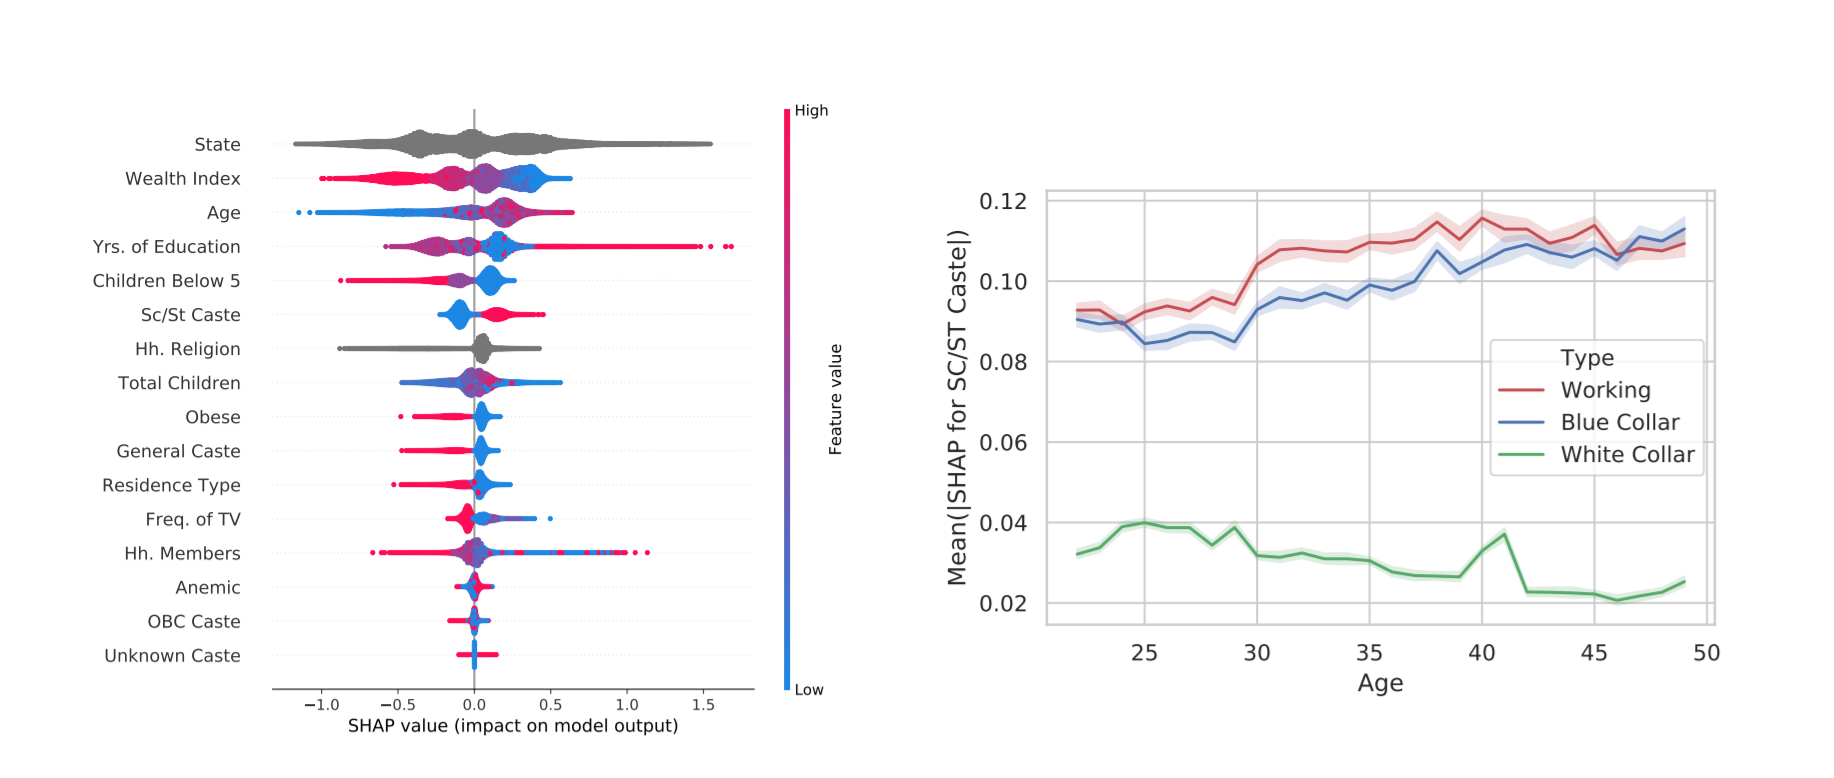 High
State
Wealth Index
Age
Yrs. of Education
Children Below 5
Sc/St Caste
Hh. Religion
Total Children
Obese
General Caste
Residence Type
Freq. of TV
Hh. Members
Anemic
OBC Caste
Unknown Caste
Low
Feature value
−1.0 −0.5 0.0 0.5 1.0 1.5
SHAP value (impact on model output)
0.12
0.10
0.08
0.06
0.04
0.02
Mean(|SHAP for SC/ST Caste|)
Type
Working
Blue Collar
White Collar
25 30 35 40 45 50
Age